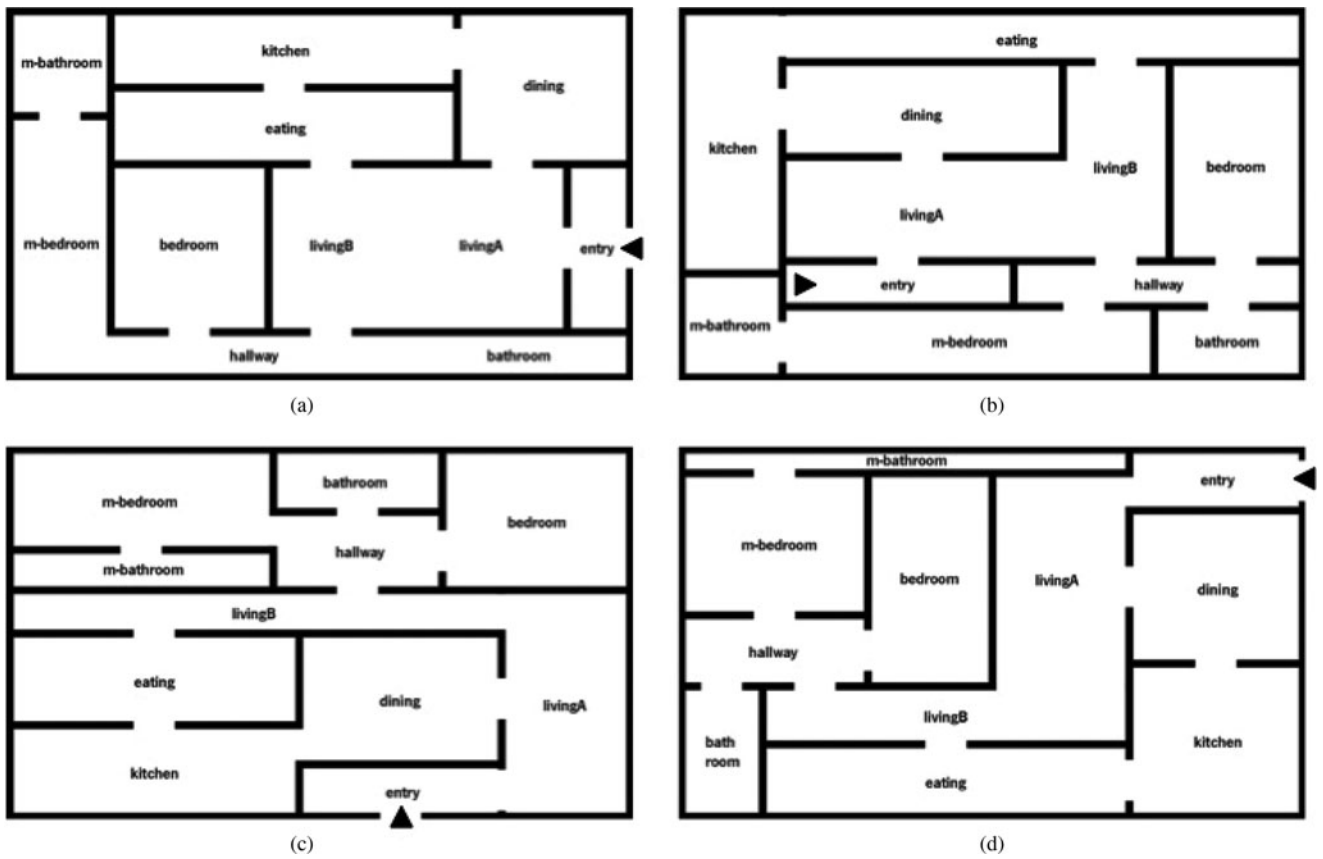 m-bathroom
kitchen
dining
eating
m-bedroom
bedroom
livingB
livingA
entry
hallway
bathroom
(a)
eating
dining
kitchen
livingB
bedroom
livingA
entry
hallway
m-bathroom
m-bedroom
bathroom
(b)
m-bedroom
bathroom
bedroom
hallway
m-bathroom
livingB
eating
dining
livingA
kitchen
entry
(c)
m-bathroom
entry
m-bedroom
bedroom
livingA
dining
hallway
livingB
bath
room
kitchen
eating
(d)